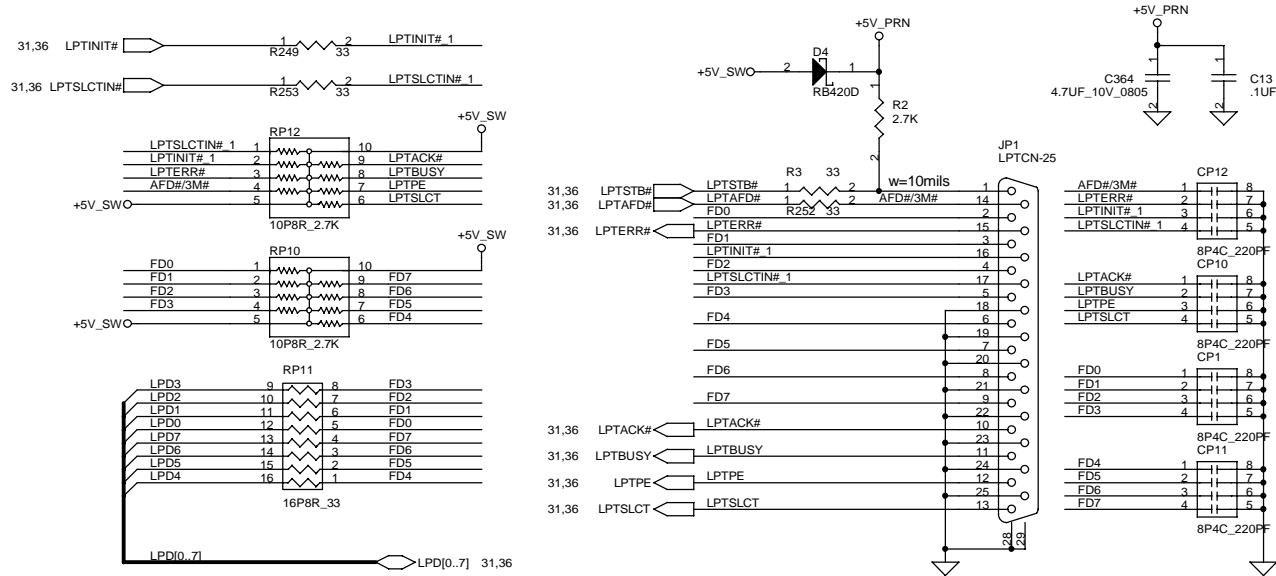 31,36 LPTINIT# 1 2 LPTINIT#_1
R249 33
31,36 LPTSLCTIN# 1 2 LPTSLCTIN#_1
R253 33
+5V_SW
RP12
LPTSLCTIN#_1 1 10
LPTINIT#_1 2 9 LPTACK#
LPTERR# 3 8 LPTBUSY
AFD#/3M# 4 7 LPTPE
+5V_SW 5 6 LPTSLCT
10P8R_2.7K
+5V_SW
RP10
FD0 1 10
FD1 2 9 FD7
FD2 3 8 FD6
FD3 4 7 FD5
+5V_SW 5 6 FD4
10P8R_2.7K
RP11
LPD3 9 8 FD3
LPD2 10 7 FD2
LPD1 11 6 FD1
LPD0 12 5 FD0
LPD7 13 4 FD7
LPD6 14 3 FD6
LPD5 15 2 FD5
LPD4 16 1 FD4
16P8R_33
LPD[0..7]
LPD[0..7] 31,36
+5V_PRN
D4
+5V_SW 2 1
RB420D
1
R2
2.7K
2
JP1
LPTCN-25
R3 33
w=10mils
31,36 LPTSTB# LPTSTB# 1 2 1
31,36 LPTAFD# LPTAFD# 1 2 AFD#/3M# 14
R252 33
FD0 2
31,36 LPTERR# LPTERR# 15
FD1 3
LPTINIT#_1 16
FD2 4
LPTSLCTIN#_1 17
FD3 5
18
FD4 6
19
FD5 7
20
FD6 8
21
FD7 9
22
31,36 LPTACK# LPTACK# 10
23
31,36 LPTBUSY LPTBUSY 11
24
31,36 LPTPE LPTPE 12
25
31,36 LPTSLCT LPTSLCT 13
28
29
+5V_PRN
1 1
C364 C13
4.7UF_10V_0805 .1UF
2 2
CP12
AFD#/3M# 1 8
LPTERR# 2 7
LPTINIT#_1 3 6
LPTSLCTIN#_1 4 5
8P4C_220PF
CP10
LPTACK# 1 8
LPTBUSY 2 7
LPTPE 3 6
LPTSLCT 4 5
8P4C_220PF
CP1
FD0 1 8
FD1 2 7
FD2 3 6
FD3 4 5
8P4C_220PF
CP11
FD4 1 8
FD5 2 7
FD6 3 6
FD7 4 5
8P4C_220PF